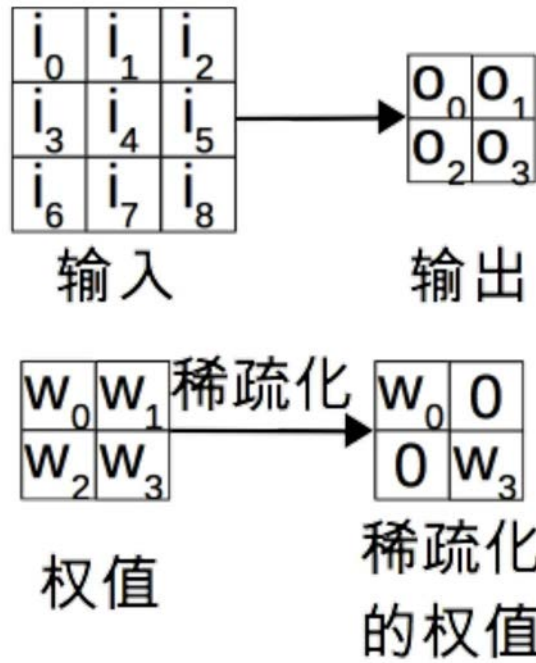 i₀ i₁ i₂ o₀ o₁
i₃ i₄ i₅ o₂ o₃
i₆ i₇ i₈
输入 输出
w₀ w₁ 稀疏化 w₀ 0
w₂ w₃ 0 w₃
权值 稀疏化
的权值